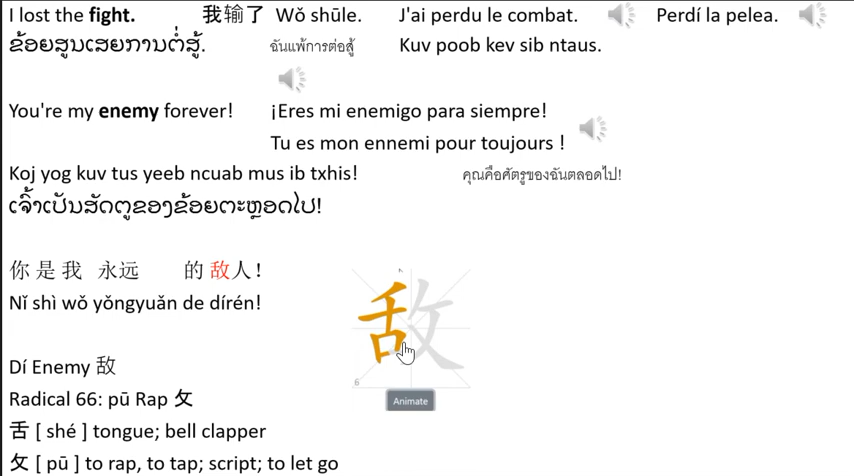 I lost the fight. 我输了 Wǒ shūle. J'ai perdu le combat. Perdí la pelea.
ຂ້ອຍສູນເສຍການຕໍ່ສູ້. ฉันแพ้การต่อสู้ Kuv poob kev sib ntaus.
You're my enemy forever! ¡Eres mi enemigo para siempre!
Tu es mon ennemi pour toujours !
Koj yog kuv tus yeeb ncuab mus ib txhis! คุณคือศัตรูของฉันตลอดไป!
ເຈົ້າເປັນສັດຕູຂອງຂ້ອຍຕະຫຼອດໄປ!
你 是 我 永远 的 敌人！
Nǐ shì wǒ yǒngyuǎn de dírén!
敌
6
Animate
Dí Enemy 敌
Radical 66: pū Rap 攵
舌 [ shé ] tongue; bell clapper
攵 [ pū ] to rap, to tap; script; to let go